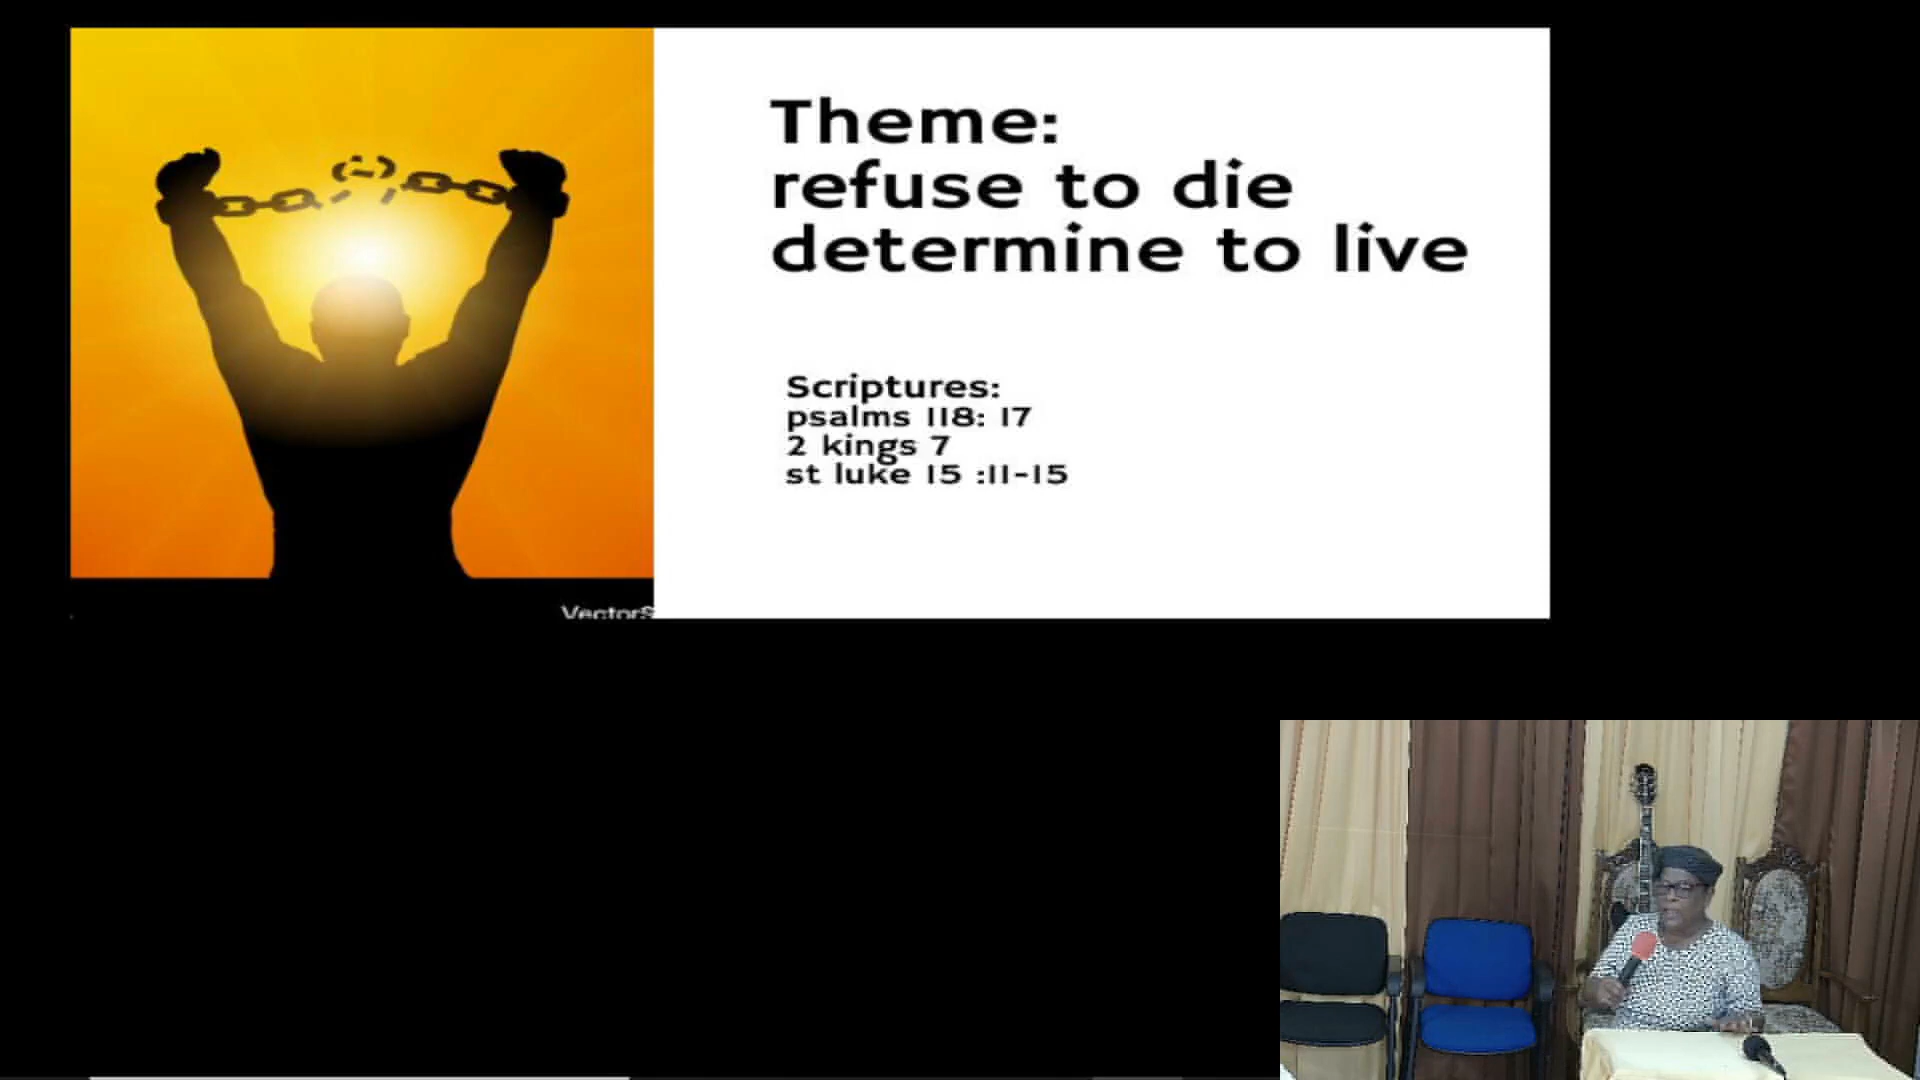 Theme:
refuse to die
determine to live
Scriptures:
psalms 118: 17
2 kings 7
st luke 15 :11-15
VectorS